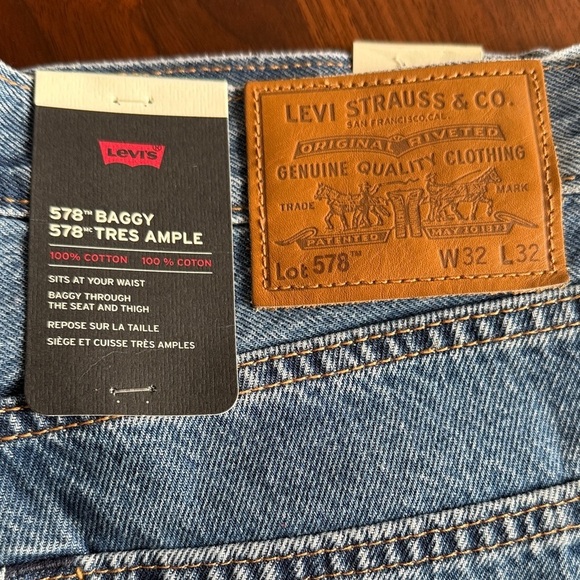 Levi's
578™ BAGGY
578ᴹᶜ TRES AMPLE
100% COTTON 100 % COTON
SITS AT YOUR WAIST
BAGGY THROUGH
THE SEAT AND THIGH
REPOSE SUR LA TAILLE
SIÈGE ET CUISSE TRÈS AMPLES
LEVI STRAUSS & CO.
SAN FRANCISCO, CAL.
ORIGINAL RIVETED
GENUINE QUALITY CLOTHING
TRADE MARK
PATENTED MAY 20 1873
Lot 578™ W32 L32